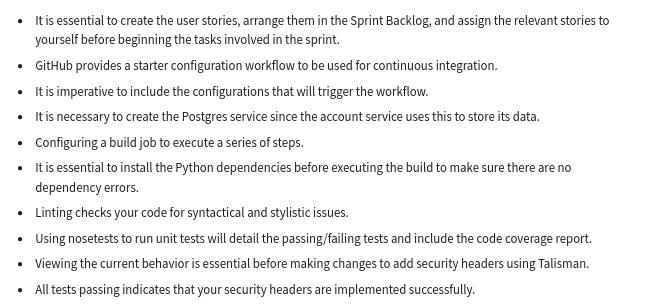 • It is essential to create the user stories, arrange them in the Sprint Backlog, and assign the relevant stories to
yourself before beginning the tasks involved in the sprint.
• GitHub provides a starter configuration workflow to be used for continuous integration.
• It is imperative to include the configurations that will trigger the workflow.
• It is necessary to create the Postgres service since the account service uses this to store its data.
• Configuring a build job to execute a series of steps.
• It is essential to install the Python dependencies before executing the build to make sure there are no
dependency errors.
• Linting checks your code for syntactical and stylistic issues.
• Using nosetests to run unit tests will detail the passing/failing tests and include the code coverage report.
• Viewing the current behavior is essential before making changes to add security headers using Talisman.
• All tests passing indicates that your security headers are implemented successfully.